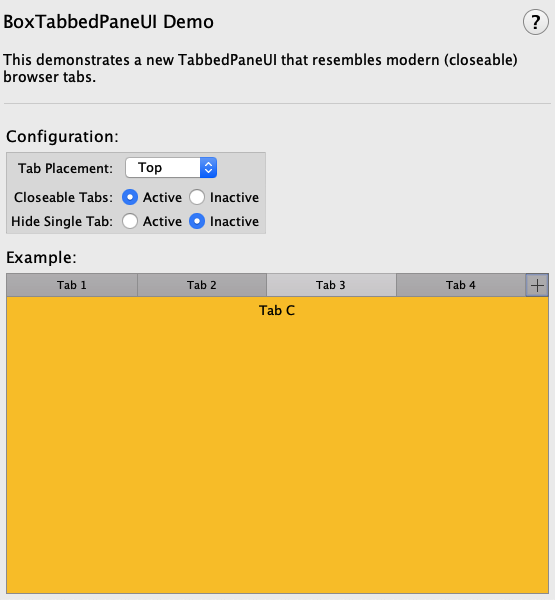 BoxTabbedPaneUI Demo
?
This demonstrates a new TabbedPaneUI that resembles modern (closeable)
browser tabs.
Configuration:
Tab Placement: Top
Closeable Tabs: Active Inactive
Hide Single Tab: Active Inactive
Example:
Tab 1 Tab 2 Tab 3 Tab 4 +
Tab C